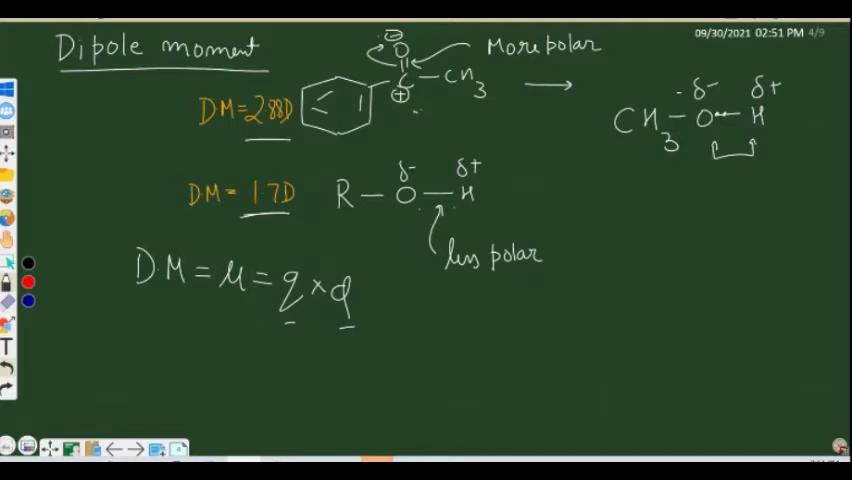 09/30/2021 02:51 PM 4/9
Dipole moment
⊖
O
More polar
C — CH3
⊕
DM = 2.88D
δ- δ+
CH3 – O – H
δ- δ+
DM = 1.7D R — O — H
less polar
D.M = μ = q × d